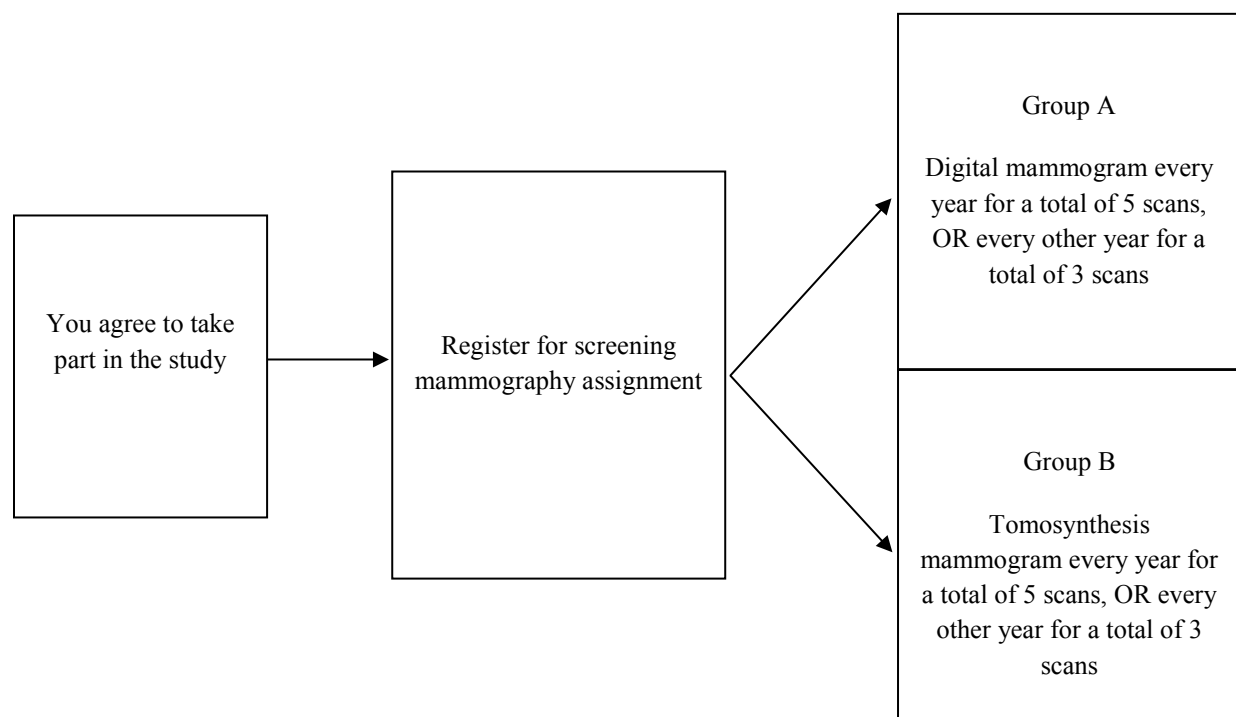 You agree to take
part in the study
Register for screening
mammography assignment
Group A
Digital mammogram every
year for a total of 5 scans,
OR every other year for a
total of 3 scans
Group B
Tomosynthesis
mammogram every year for
a total of 5 scans, OR every
other year for a total of 3
scans